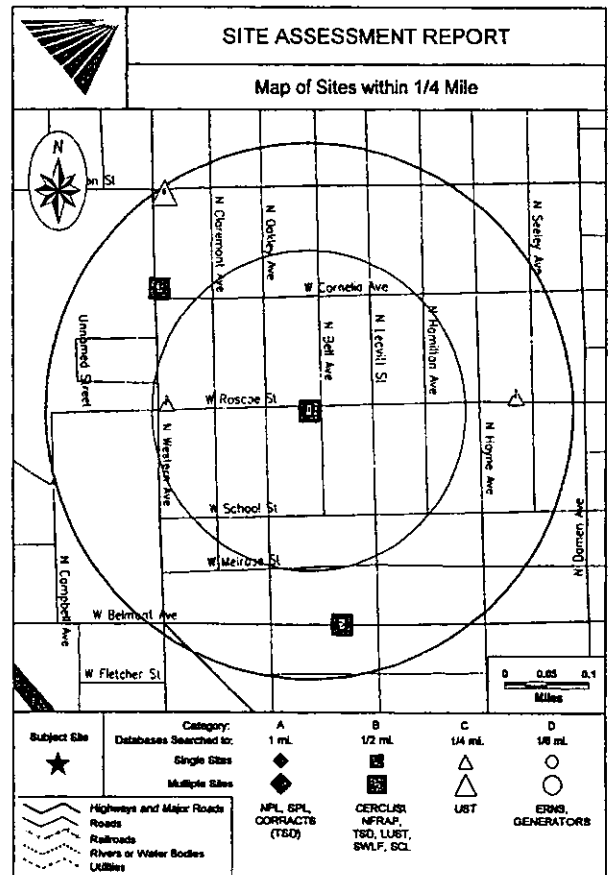 SITE ASSESSMENT REPORT
Map of Sites within 1/4 Mile
N
on St
N Claremont Ave
N Oakley Ave
N Seeley Ave
W Cornelia Ave
Unnamed Street
N Bell Ave
N Leavitt St
N Hamilton Ave
W Roscoe St
N Western Ave
N Hoyne Ave
W School St
N Damen Ave
W Melrose St
N Campbell Ave
W Belmont Ave
W Fletcher St
0 0.05 0.1
Miles
Subject Site
Category: A B C D
Databases Searched to: 1 mi. 1/2 mi. 1/4 mi. 1/8 mi.
Single Sites
Multiple Sites
NPL, SPL, CORRACTS (TSD)
CERCLIS\ NFRAP, TSD, LUST, SWLF, SCL
UST
ERNS, GENERATORS
Highways and Major Roads
Roads
Railroads
Rivers or Water Bodies
Utilities